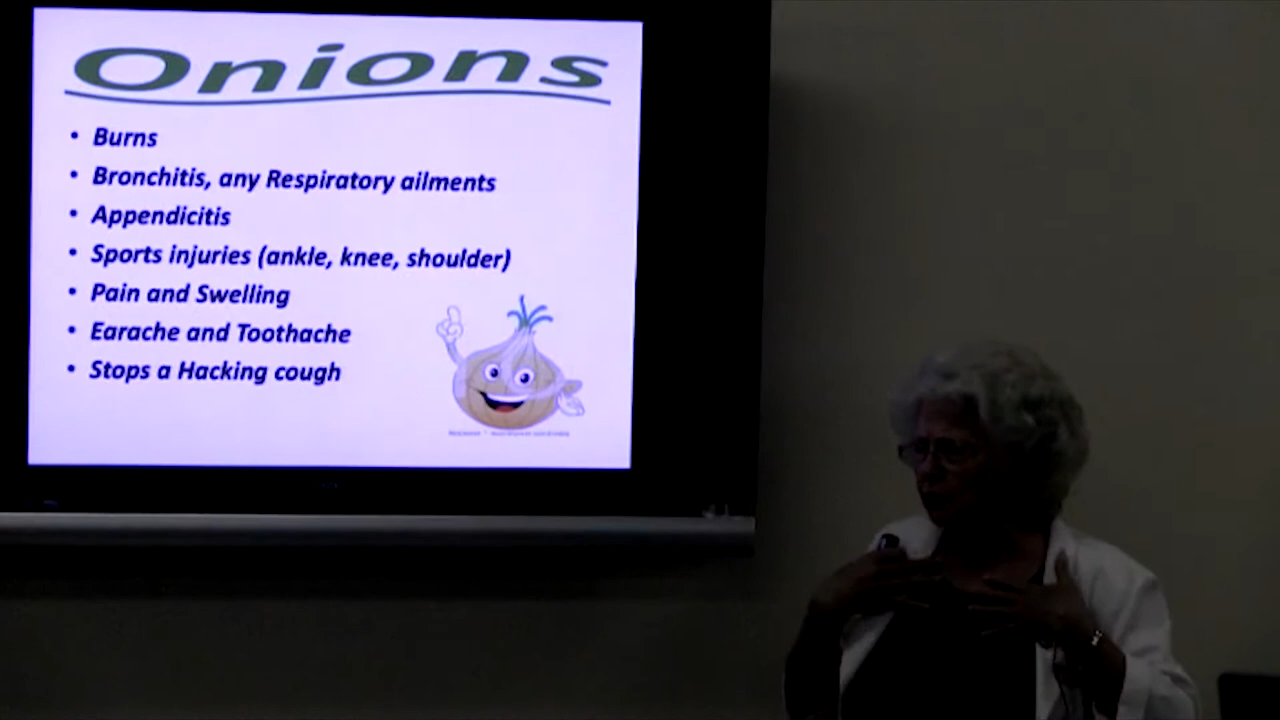 Onions
• Burns
• Bronchitis, any Respiratory ailments
• Appendicitis
• Sports injuries (ankle, knee, shoulder)
• Pain and Swelling
• Earache and Toothache
• Stops a Hacking cough